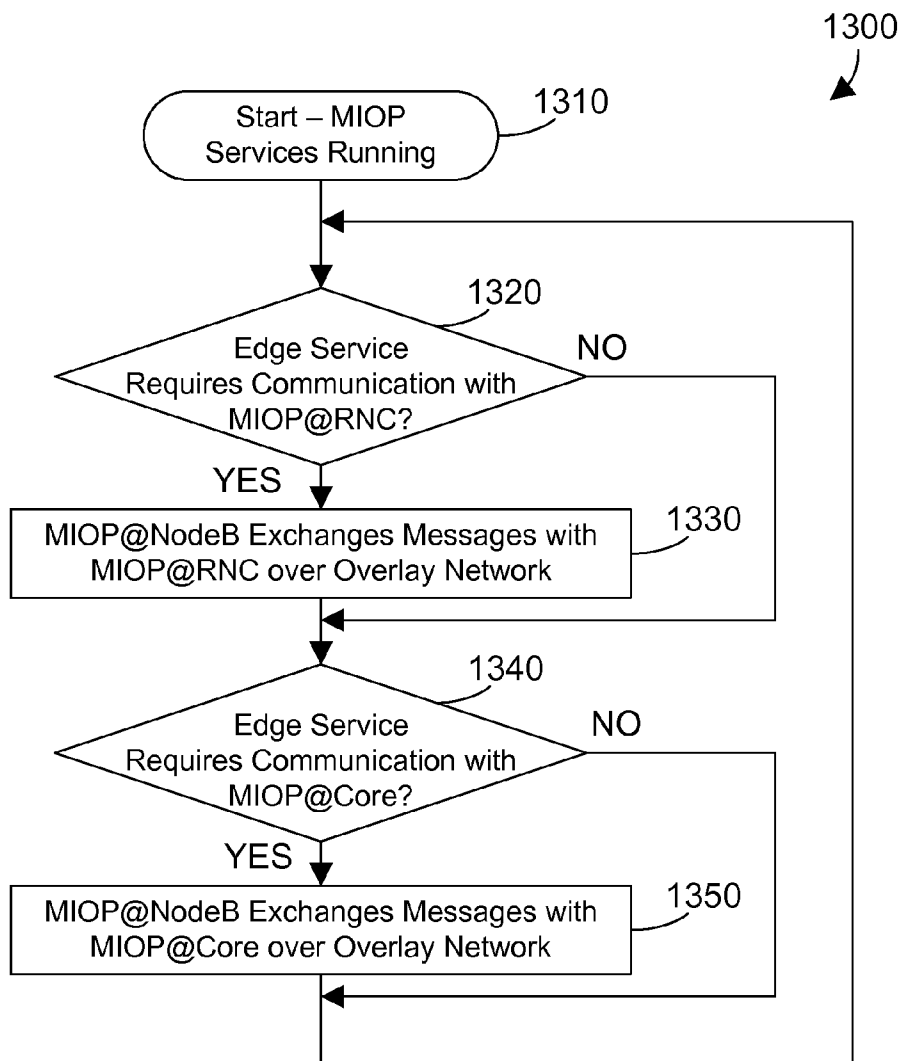 1300
Start – MIOP
Services Running
1310
1320
Edge Service
Requires Communication with
MIOP@RNC?
NO
YES
MIOP@NodeB Exchanges Messages with
MIOP@RNC over Overlay Network
1330
1340
Edge Service
Requires Communication with
MIOP@Core?
NO
YES
MIOP@NodeB Exchanges Messages with
MIOP@Core over Overlay Network
1350